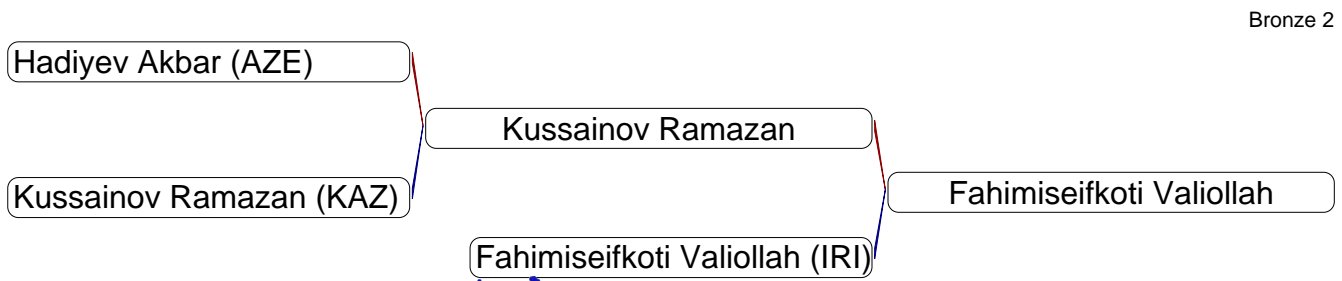 Bronze 2
Hadiyev Akbar (AZE)
Kussainov Ramazan
Kussainov Ramazan (KAZ)
Fahimiseifkoti Valiollah
Fahimiseifkoti Valiollah (IRI)